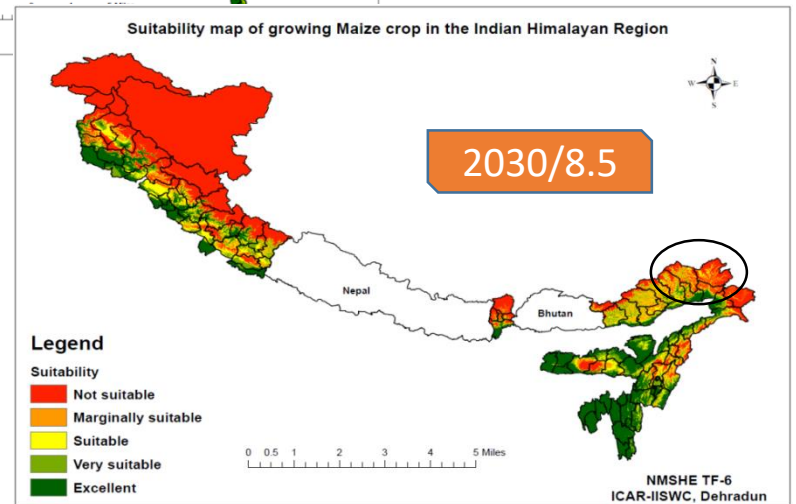 Suitability map of growing Maize crop in the Indian Himalayan Region
N
W E
S
2030/8.5
Nepal
Bhutan
Legend
Suitability
Not suitable
Marginally suitable
Suitable
Very suitable
Excellent
0 0.5 1 2 3 4 5 Miles
NMSHE TF-6
ICAR-IISWC, Dehradun